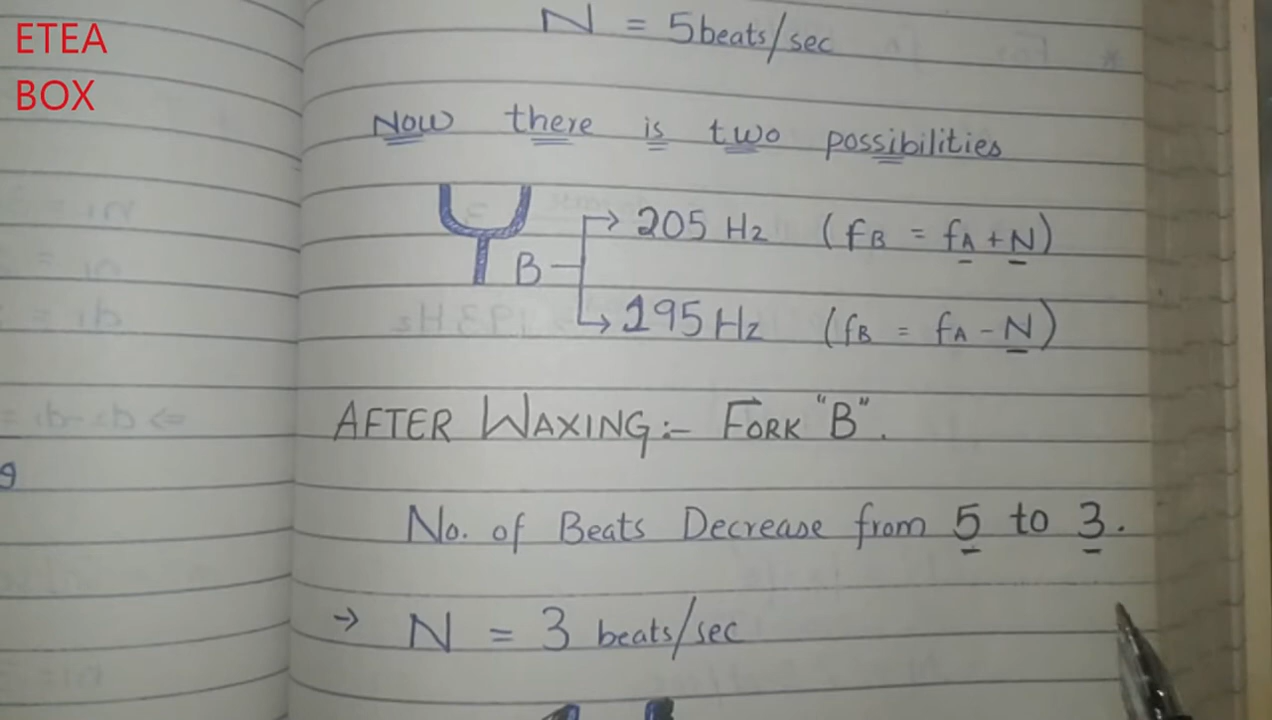 ETEA
BOX
N = 5beats/sec
Now there is two possibilities
B → 205 Hz (fB = fA + N)
→ 195 Hz (fB = fA - N)
AFTER WAXING:- FORK "B".
No. of Beats Decrease from 5 to 3.
→ N = 3 beats/sec